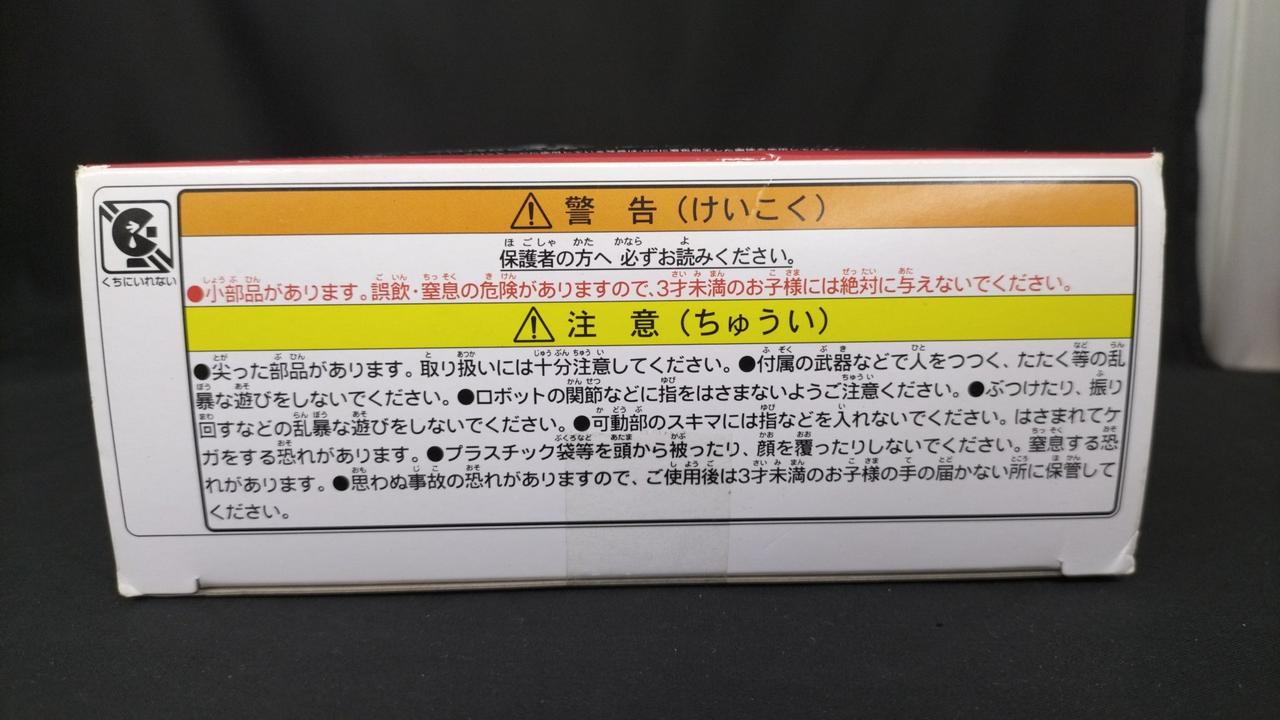 くちにいれない
警 告（けいこく）
保護者の方へ 必ずお読みください。
●小部品があります。誤飲・窒息の危険がありますので、3才未満のお子様には絶対に与えないでください。
注 意（ちゅうい）
●尖った部品があります。取り扱いには十分注意してください。●付属の武器などで人をつつく、たたく等の乱
暴な遊びをしないでください。●ロボットの関節などに指をはさまないようご注意ください。●ぶつけたり、振り
回すなどの乱暴な遊びをしないでください。●可動部のスキマには指などを入れないでください。はさまれてケ
ガをする恐れがあります。●プラスチック袋等を頭から被ったり、顔を覆ったりしないでください。窒息する恐
れがあります。●思わぬ事故の恐れがありますので、ご使用後は3才未満のお子様の手の届かない所に保管して
ください。